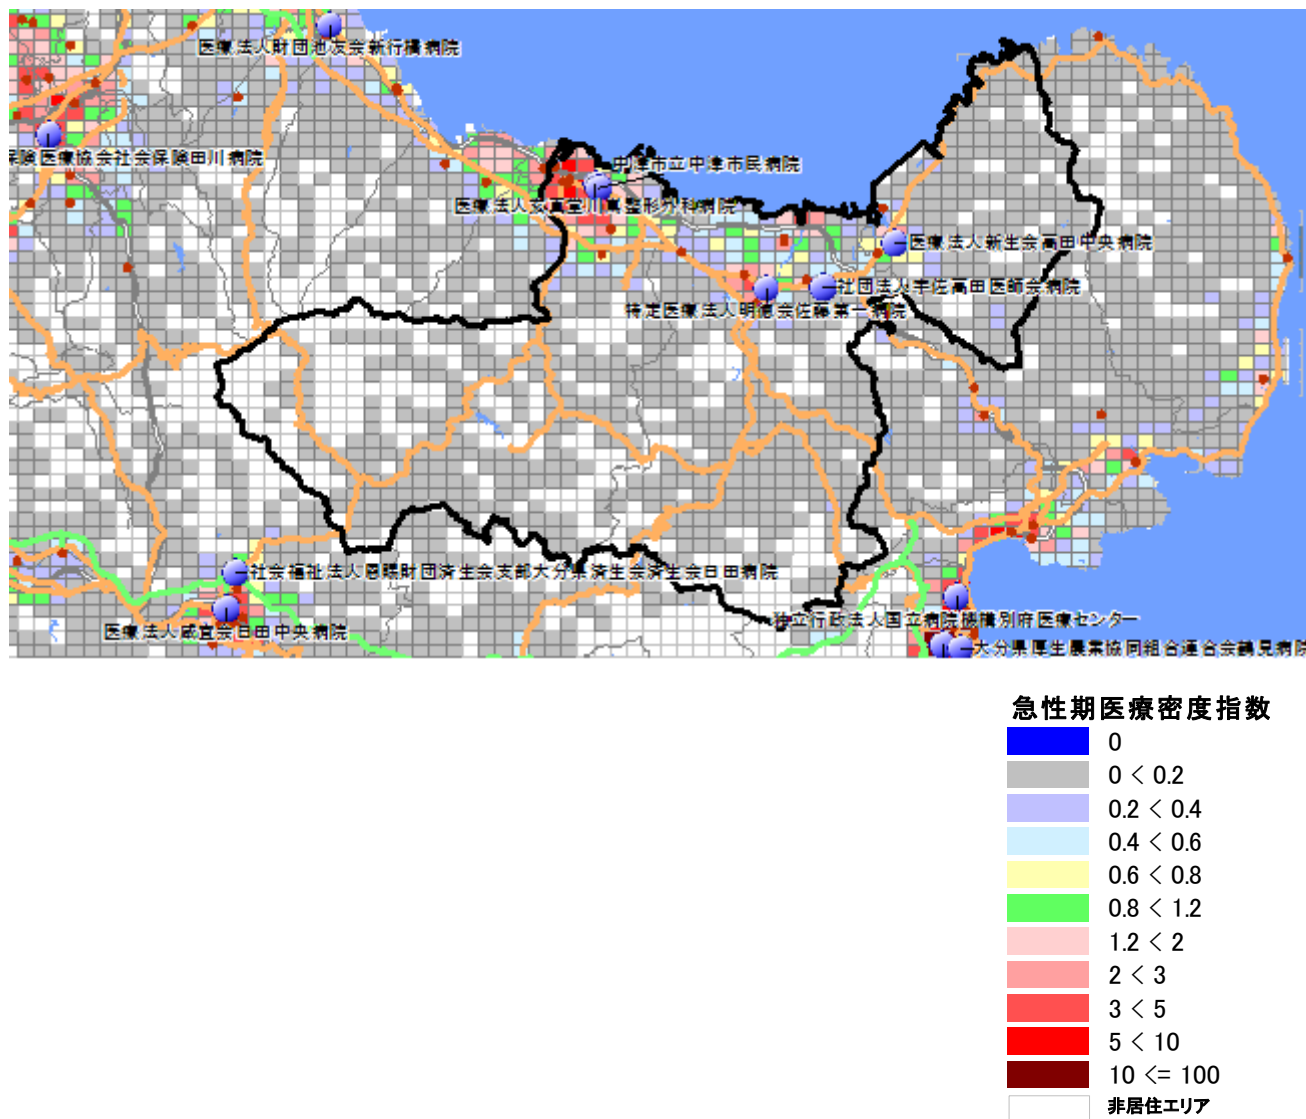 医療法人財団池友会新行橋病院
保険医療協会社会保険田川病院
中津市立中津市民病院
医療法人玄真堂川嶌整形外科病院
医療法人新生会高田中央病院
社団法人宇佐高田医師会病院
特定医療法人明徳会佐藤第一病院
社会福祉法人恩賜財団済生会支部大分県済生会済生会日田病院
独立行政法人国立病院機構別府医療センター
医療法人咸宜会日田中央病院
大分県厚生農業協同組合連合会鶴見病院
急性期医療密度指数
0
0 < 0.2
0.2 < 0.4
0.4 < 0.6
0.6 < 0.8
0.8 < 1.2
1.2 < 2
2 < 3
3 < 5
5 < 10
10 <= 100
非居住エリア